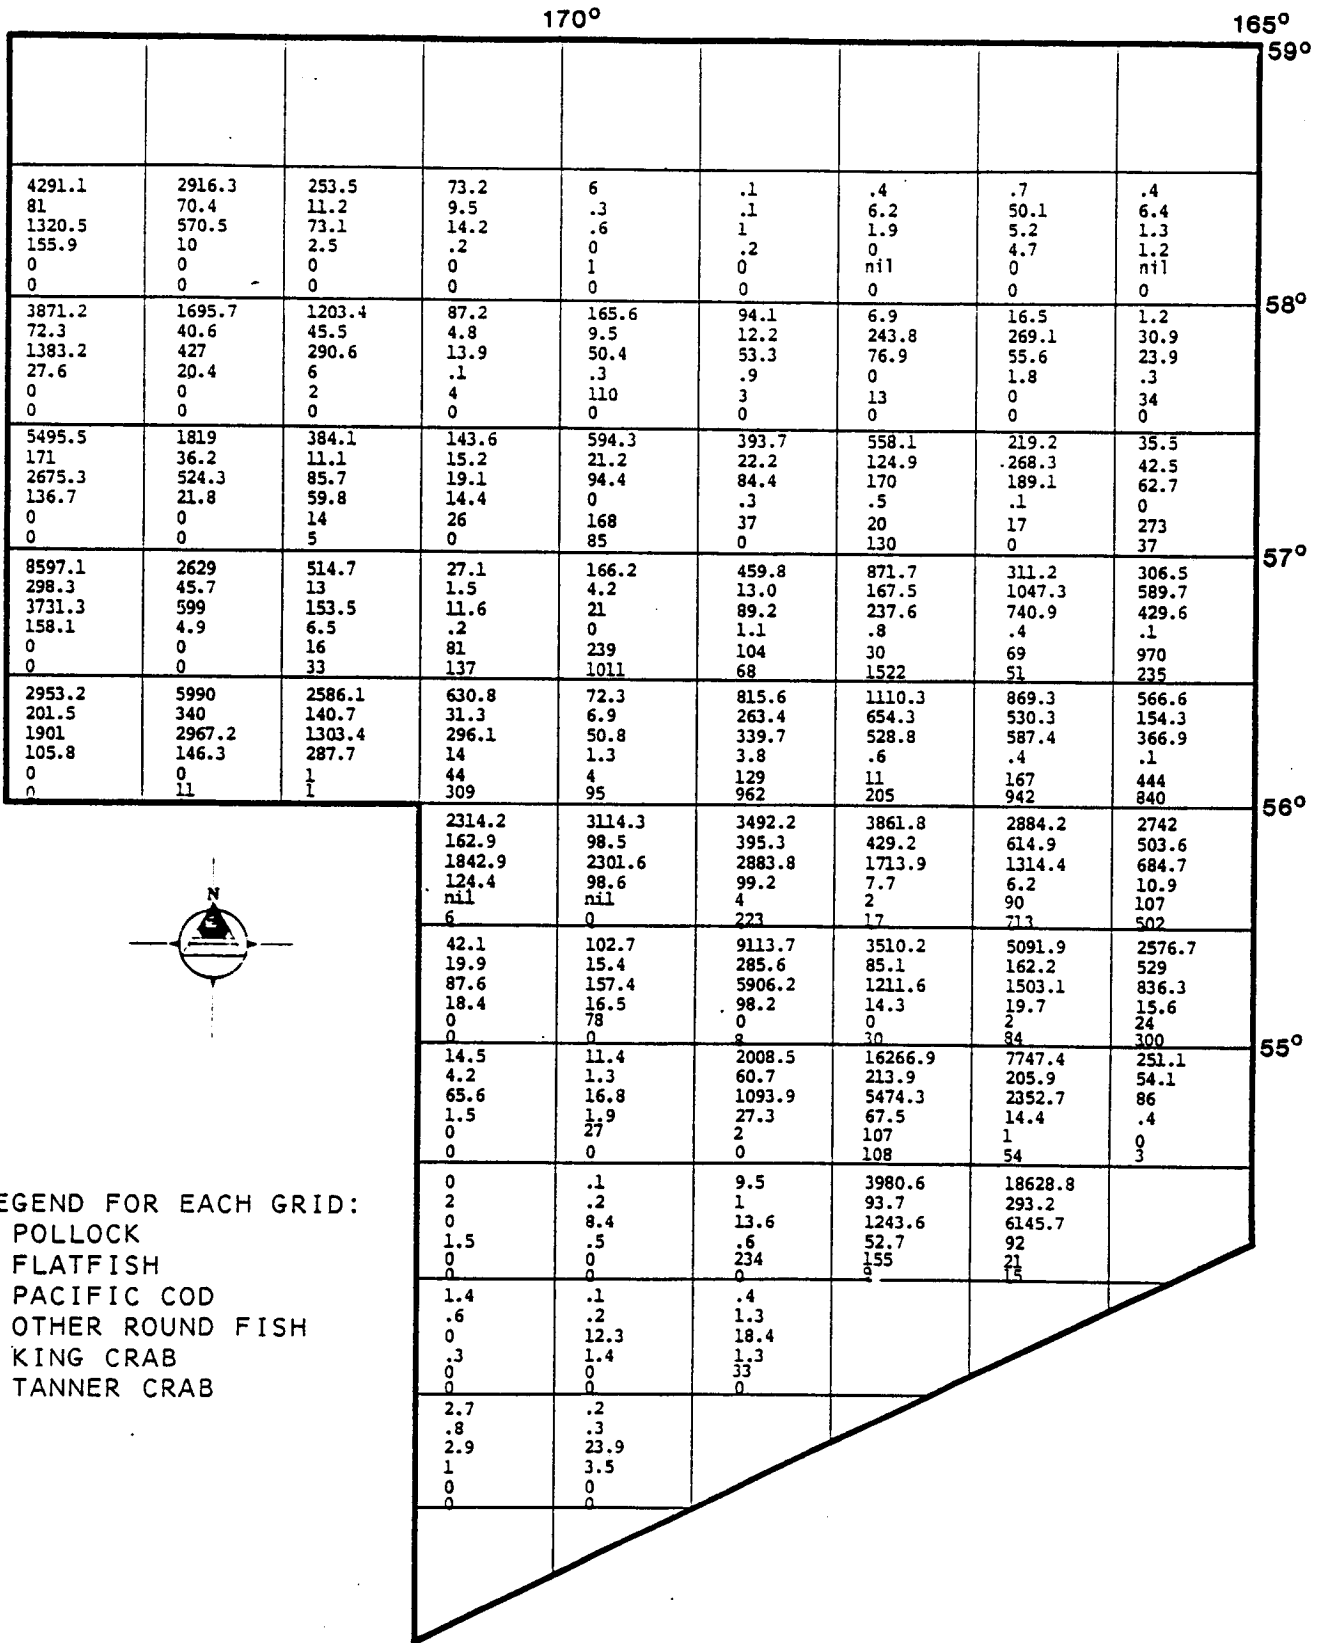 170° 165°
59°
4291.1 2916.3 253.5 73.2 6 .1 .4 .7 .4
81 70.4 11.2 9.5 .3 .1 6.2 50.1 6.4
1320.5 570.5 73.1 14.2 .6 1 1.9 5.2 1.3
155.9 10 2.5 .2 0 .2 0 4.7 1.2
0 0 0 0 1 0 nil 0 nil
0 0 0 0 0 0 0 0 0
58°
3871.2 1695.7 1203.4 87.2 165.6 94.1 6.9 16.5 1.2
72.3 40.6 45.5 4.8 9.5 12.2 243.8 269.1 30.9
1383.2 427 290.6 13.9 50.4 53.3 76.9 55.6 23.9
27.6 20.4 6 .1 .3 .9 0 1.8 .3
0 0 2 4 110 3 13 0 34
0 0 0 0 0 0 0 0 0
5495.5 1819 384.1 143.6 594.3 393.7 558.1 219.2 35.5
171 36.2 11.1 15.2 21.2 22.2 124.9 268.3 42.5
2675.3 524.3 85.7 19.1 94.4 84.4 170 189.1 62.7
136.7 21.8 59.8 14.4 0 .3 .5 .1 0
0 0 14 26 168 37 20 17 273
0 0 5 0 85 0 130 0 37
57°
8597.1 2629 514.7 27.1 166.2 459.8 871.7 311.2 306.5
298.3 45.7 13 1.5 4.2 13.0 167.5 1047.3 589.7
3731.3 599 153.5 11.6 21 89.2 237.6 740.9 429.6
158.1 4.9 6.5 .2 0 1.1 .8 .4 .1
0 0 16 81 239 104 30 69 970
0 0 33 137 1011 68 1522 51 235
2953.2 5990 2586.1 630.8 72.3 815.6 1110.3 869.3 566.6
201.5 340 140.7 31.3 6.9 263.4 654.3 530.3 154.3
1901 2967.2 1303.4 296.1 50.8 339.7 528.8 587.4 366.9
105.8 146.3 287.7 14 1.3 3.8 .6 .4 .1
0 0 1 44 4 129 11 167 444
0 11 1 309 95 962 205 942 840
56°
2314.2 3114.3 3492.2 3861.8 2884.2 2742
162.9 98.5 395.3 429.2 614.9 503.6
1842.9 2301.6 2883.8 1713.9 1314.4 684.7
124.4 98.6 99.2 7.7 6.2 10.9
nil nil 4 2 90 107
6 0 223 17 713 502
N
42.1 102.7 9113.7 3510.2 5091.9 2576.7
19.9 15.4 285.6 85.1 162.2 529
87.6 157.4 5906.2 1211.6 1503.1 836.3
18.4 16.5 98.2 14.3 19.7 15.6
0 78 0 0 2 24
0 0 8 30 84 300
55°
14.5 11.4 2008.5 16266.9 7747.4 251.1
4.2 1.3 60.7 213.9 205.9 54.1
65.6 16.8 1093.9 5474.3 2352.7 86
1.5 1.9 27.3 67.5 14.4 .4
0 27 2 107 1 0
0 0 0 108 54 3
0 .1 9.5 3980.6 18628.8
2 .2 1 93.7 293.2
0 8.4 13.6 1243.6 6145.7
1.5 .5 .6 52.7 92
0 0 234 155 21
0 0 0 15
1.4 .1 .4
.6 .2 1.3
0 12.3 18.4
.3 1.4 1.3
0 0 33
0 0 0
2.7 .2
.8 .3
2.9 23.9
1 3.5
0 0
0 0
EGEND FOR EACH GRID:
POLLOCK
FLATFISH
PACIFIC COD
OTHER ROUND FISH
KING CRAB
TANNER CRAB